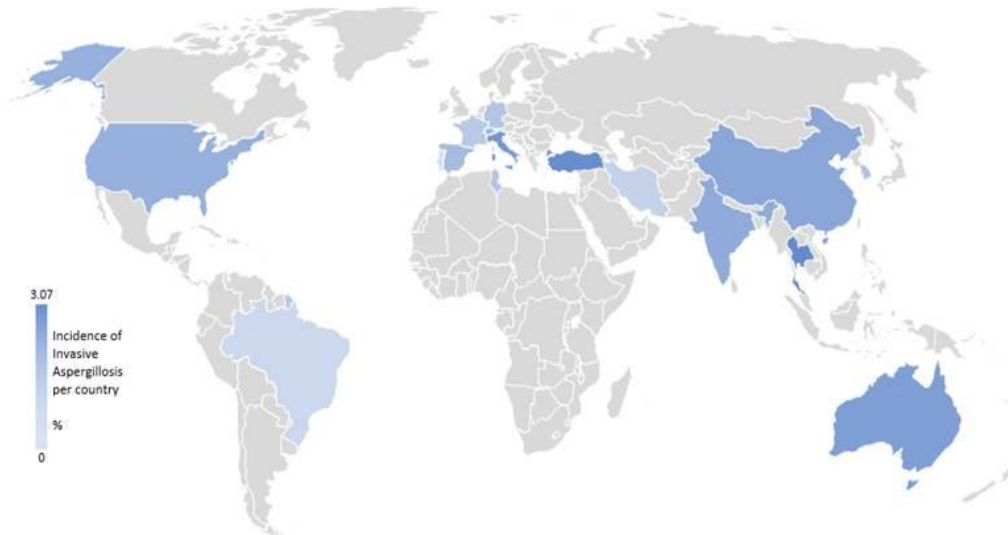 3.07
Incidence of
Invasive
Aspergillosis
per country
%
0